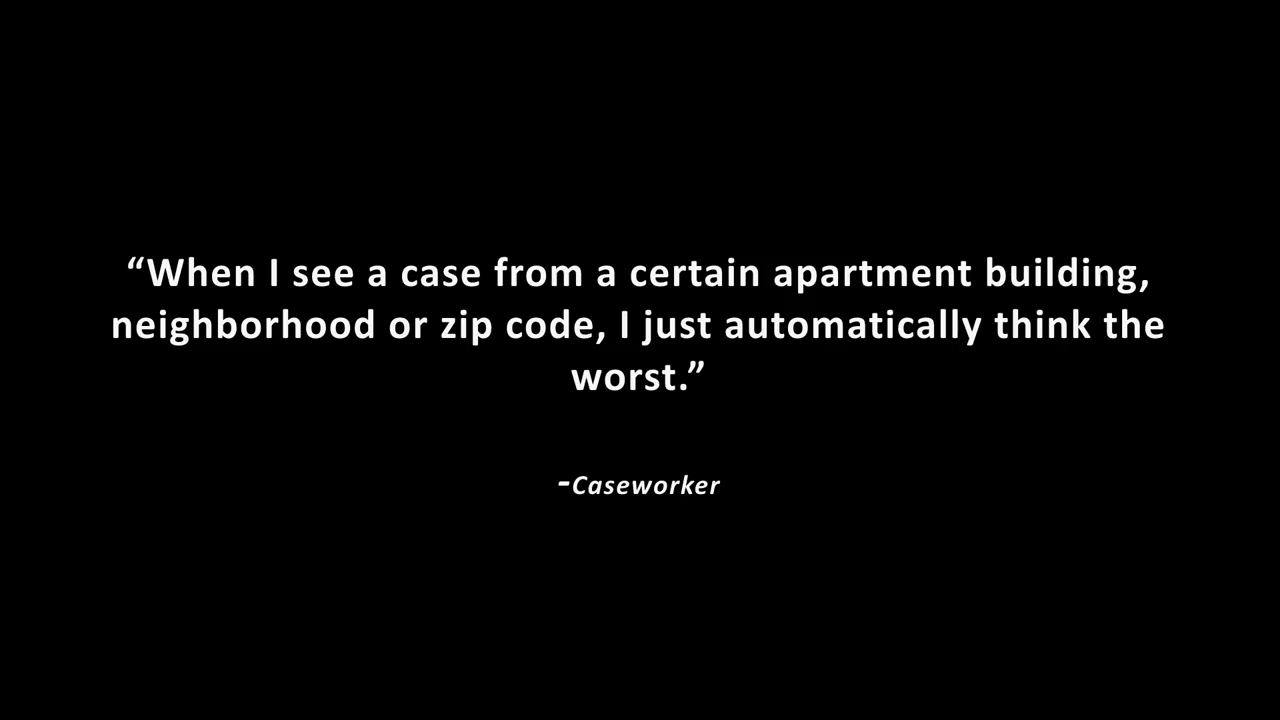 “When I see a case from a certain apartment building,
neighborhood or zip code, I just automatically think the
worst.”
-Caseworker